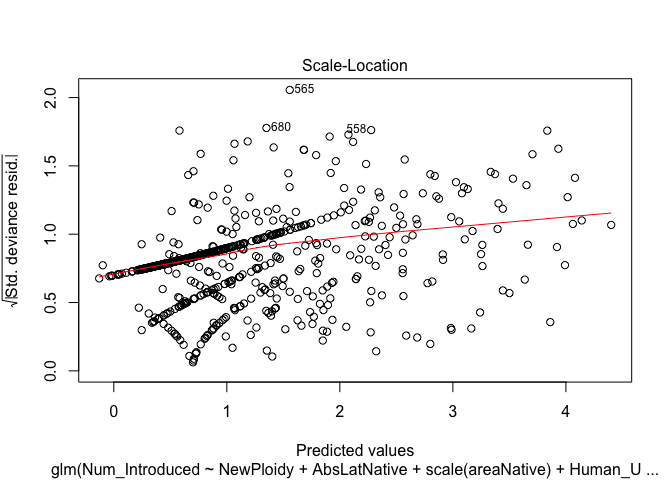 Scale-Location
√|Std. deviance resid.|
2.0
1.5
1.0
0.5
0.0
565
680
558
0 1 2 3 4
Predicted values
glm(Num_Introduced ~ NewPloidy + AbsLatNative + scale(areaNative) + Human_U ...